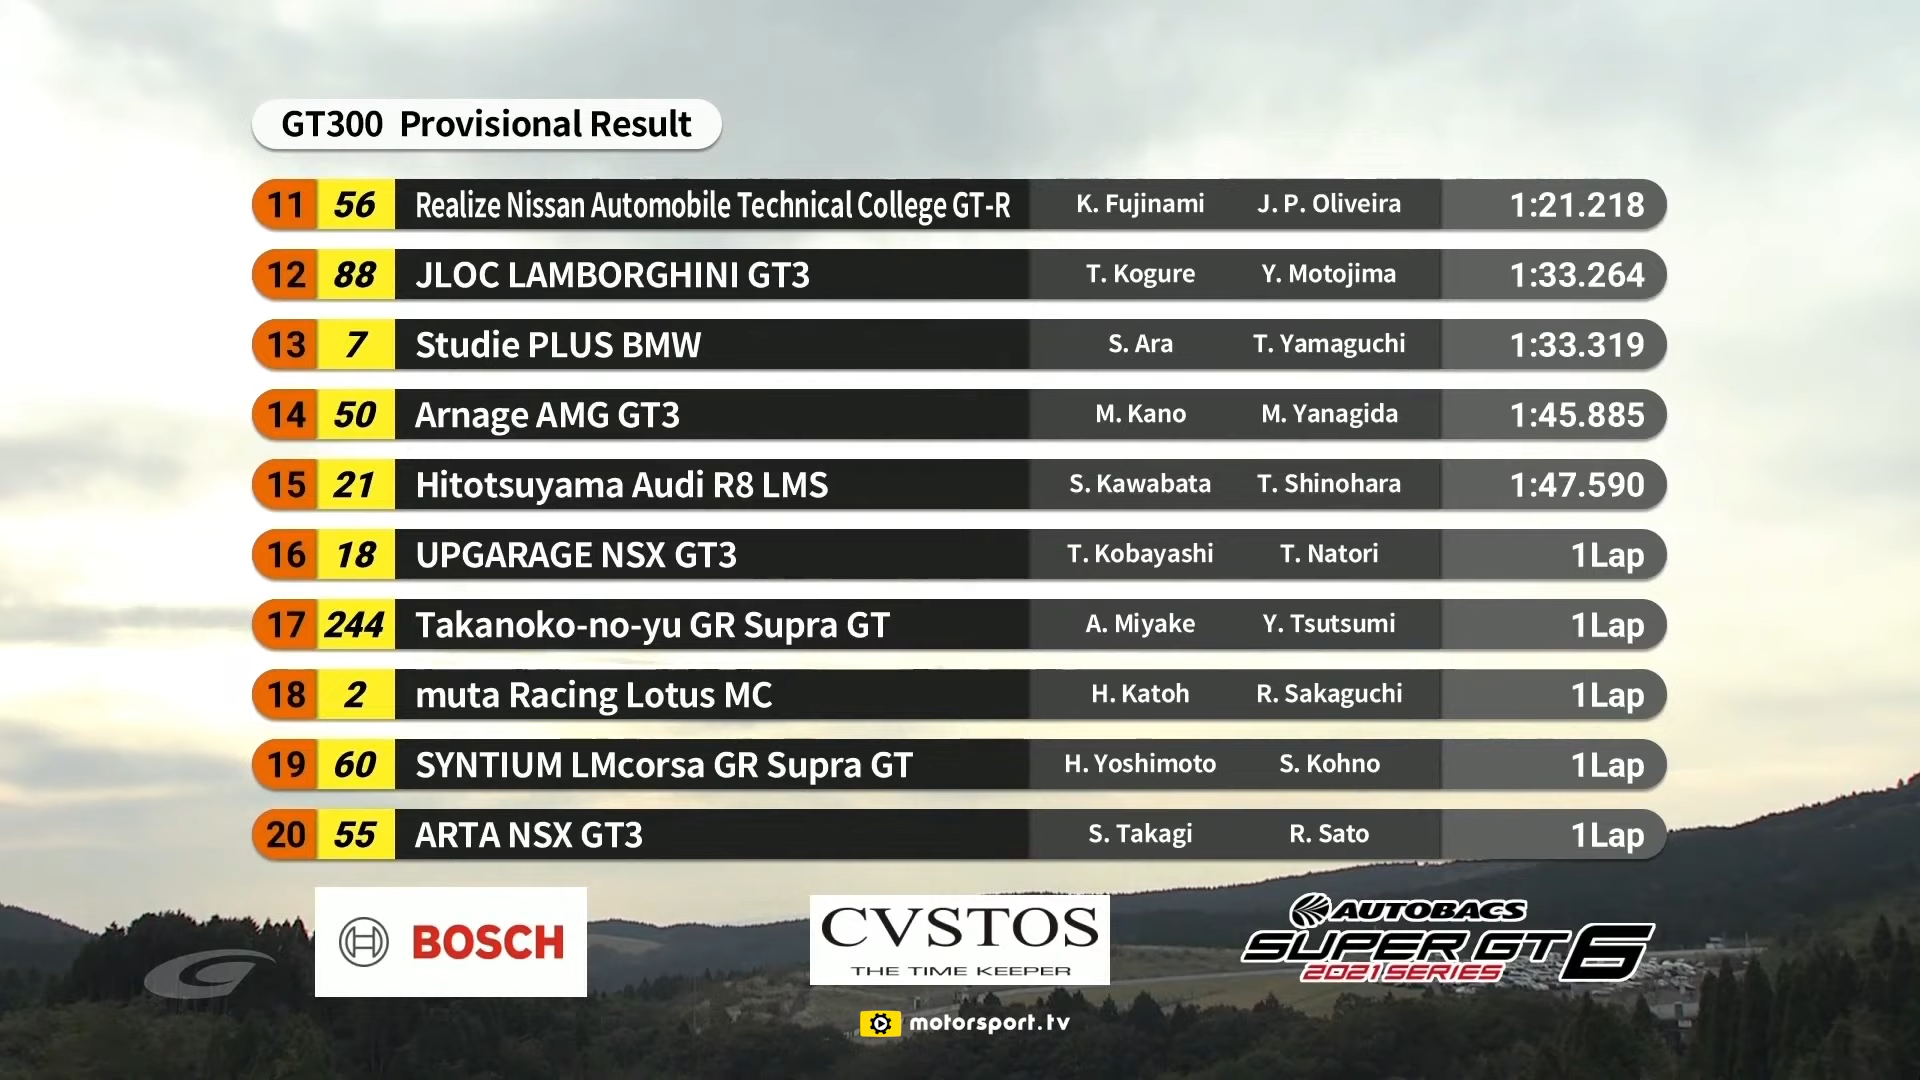 GT300 Provisional Result
11 56 Realize Nissan Automobile Technical College GT-R K. Fujinami J. P. Oliveira 1:21.218
12 88 JLOC LAMBORGHINI GT3 T. Kogure Y. Motojima 1:33.264
13 7 Studie PLUS BMW S. Ara T. Yamaguchi 1:33.319
14 50 Arnage AMG GT3 M. Kano M. Yanagida 1:45.885
15 21 Hitotsuyama Audi R8 LMS S. Kawabata T. Shinohara 1:47.590
16 18 UPGARAGE NSX GT3 T. Kobayashi T. Natori 1Lap
17 244 Takanoko-no-yu GR Supra GT A. Miyake Y. Tsutsumi 1Lap
18 2 muta Racing Lotus MC H. Katoh R. Sakaguchi 1Lap
19 60 SYNTIUM LMcorsa GR Supra GT H. Yoshimoto S. Kohno 1Lap
20 55 ARTA NSX GT3 S. Takagi R. Sato 1Lap
BOSCH
CVSTOS
THE TIME KEEPER
AUTOBACS
SUPER GT 6
2021 SERIES
motorsport.tv